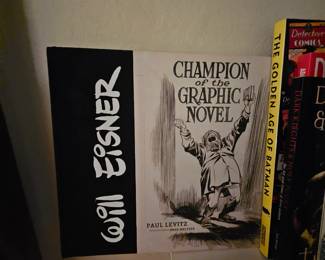 Will EisNER
CHAMPION
of the
GRAPHIC
NOVEL
PAUL LEVITZ
THE GOLDEN AGE OF BATMAN
Detective
COMICS